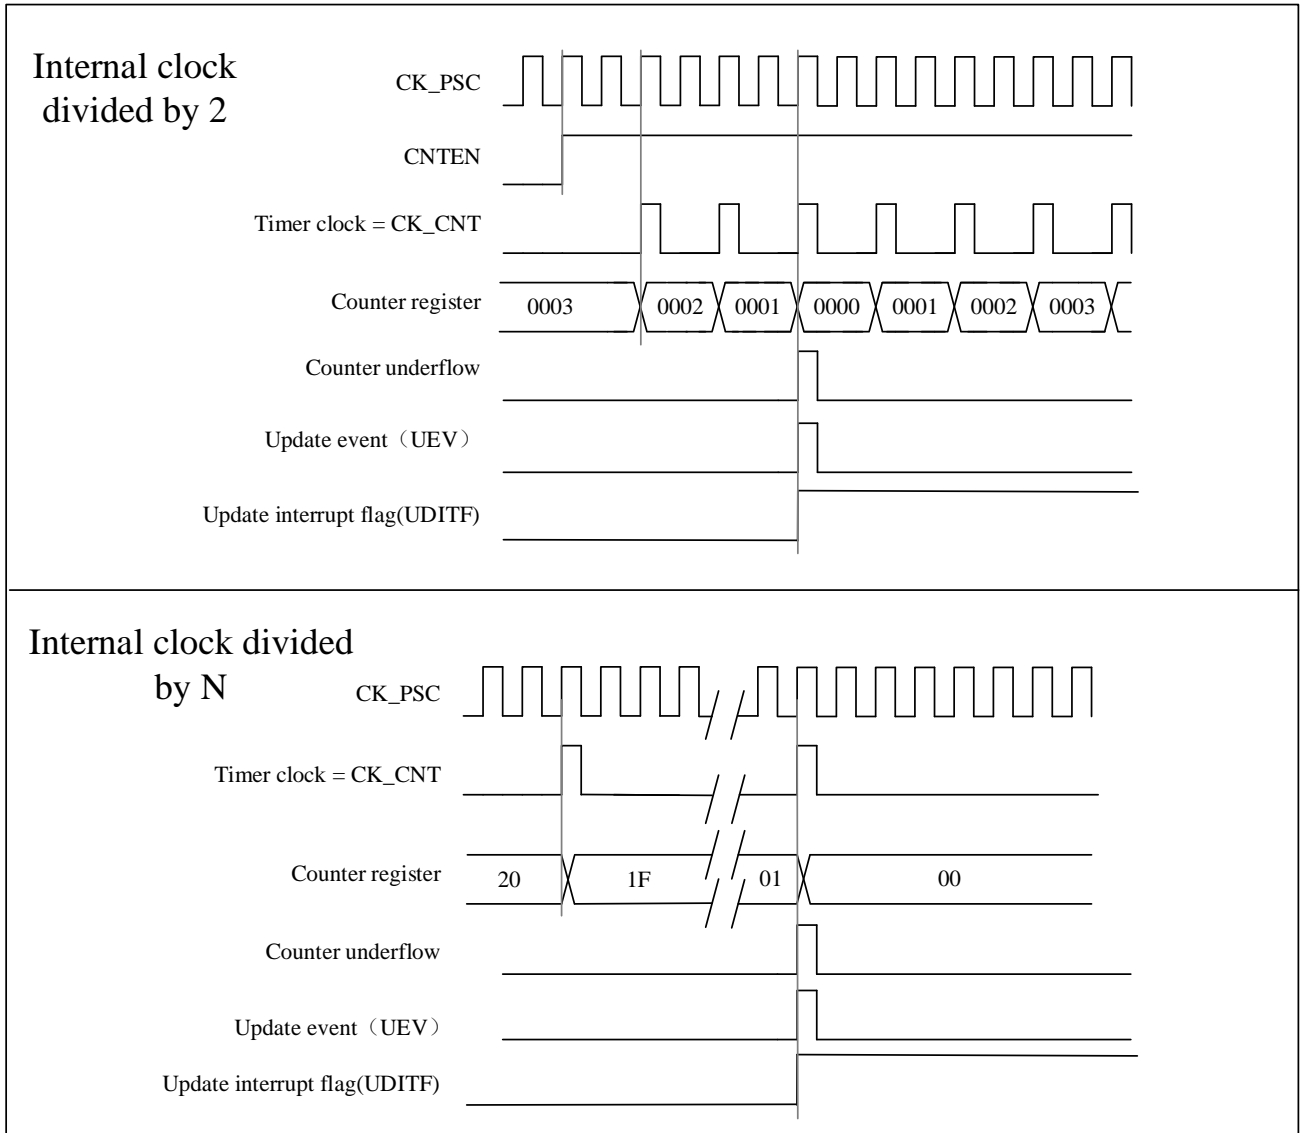 Internal clock
divided by 2
CK_PSC
CNTEN
Timer clock = CK_CNT
Counter register
0003 0002 0001 0000 0001 0002 0003
Counter underflow
Update event（UEV）
Update interrupt flag(UDITF)
Internal clock divided
by N
CK_PSC
Timer clock = CK_CNT
Counter register
20 1F 01 00
Counter underflow
Update event（UEV）
Update interrupt flag(UDITF)